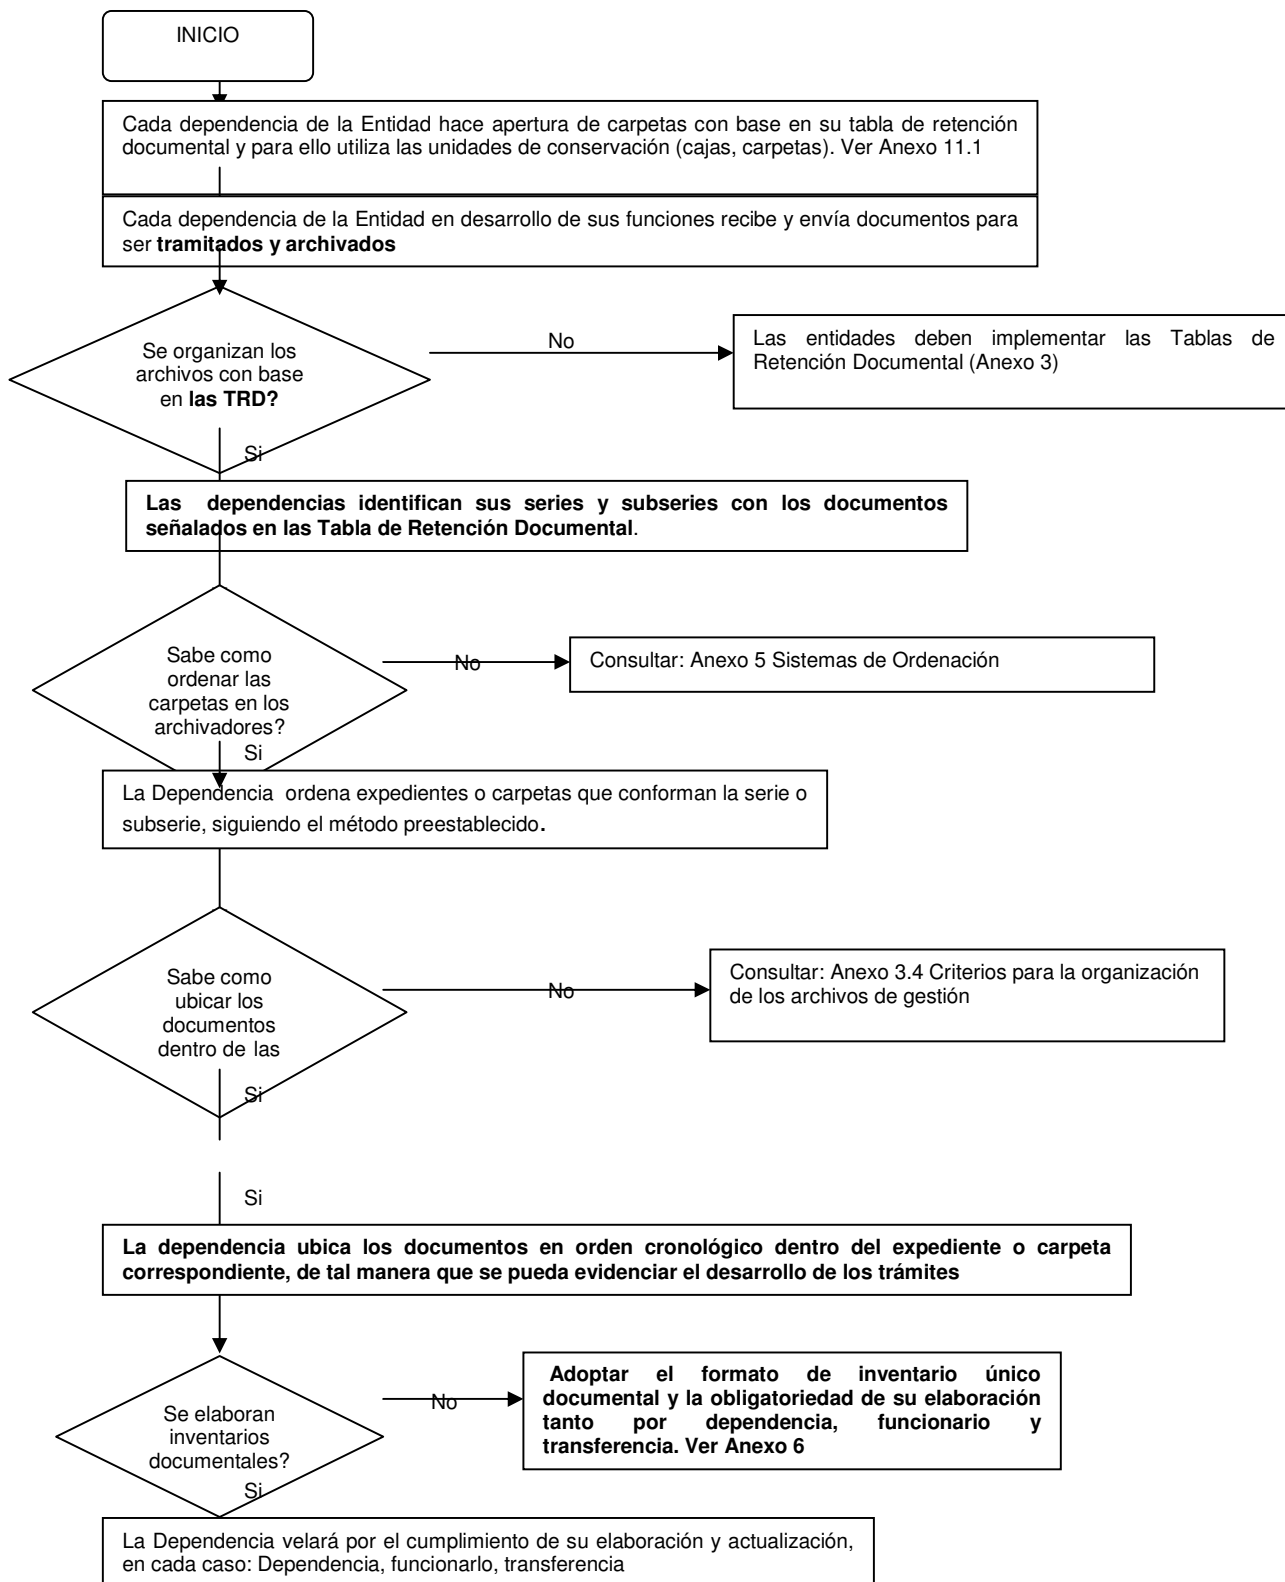 INICIO
Cada dependencia de la Entidad hace apertura de carpetas con base en su tabla de retención
documental y para ello utiliza las unidades de conservación (cajas, carpetas). Ver Anexo 11.1
Cada dependencia de la Entidad en desarrollo de sus funciones recibe y envía documentos para
ser tramitados y archivados
Se organizan los
archivos con base
en las TRD?
No
Las entidades deben implementar las Tablas de
Retención Documental (Anexo 3)
Si
Las dependencias identifican sus series y subseries con los documentos
señalados en las Tabla de Retención Documental.
Sabe como
ordenar las
carpetas en los
archivadores?
No
Consultar: Anexo 5 Sistemas de Ordenación
Si
La Dependencia ordena expedientes o carpetas que conforman la serie o
subserie, siguiendo el método preestablecido.
Sabe como
ubicar los
documentos
dentro de las
No
Consultar: Anexo 3.4 Criterios para la organización
de los archivos de gestión
Si
Si
La dependencia ubica los documentos en orden cronológico dentro del expediente o carpeta
correspondiente, de tal manera que se pueda evidenciar el desarrollo de los trámites
Se elaboran
inventarios
documentales?
No
Adoptar el formato de inventario único
documental y la obligatoriedad de su elaboración
tanto por dependencia, funcionario y
transferencia. Ver Anexo 6
Si
La Dependencia velará por el cumplimiento de su elaboración y actualización,
en cada caso: Dependencia, funcionarlo, transferencia